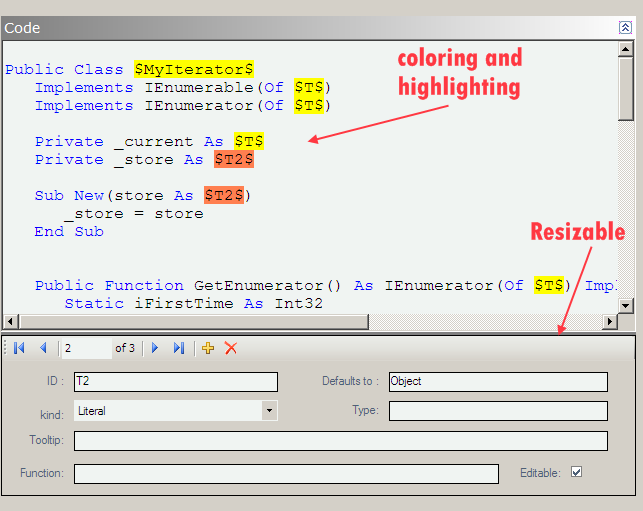 Code
coloring and
highlighting
Public Class $MyIterator$
Implements IEnumerable(Of $T$)
Implements IEnumerator(Of $T$)
Private _current As $T$
Private _store As $T2$
Sub New(store As $T2$)
_store = store
End Sub
Resizable
Public Function GetEnumerator() As IEnumerator(Of $T$) Impl
Static iFirstTime As Int32
2 of 3
ID : T2 Defaults to : Object
kind: Literal Type:
Tooltip:
Function: Editable: